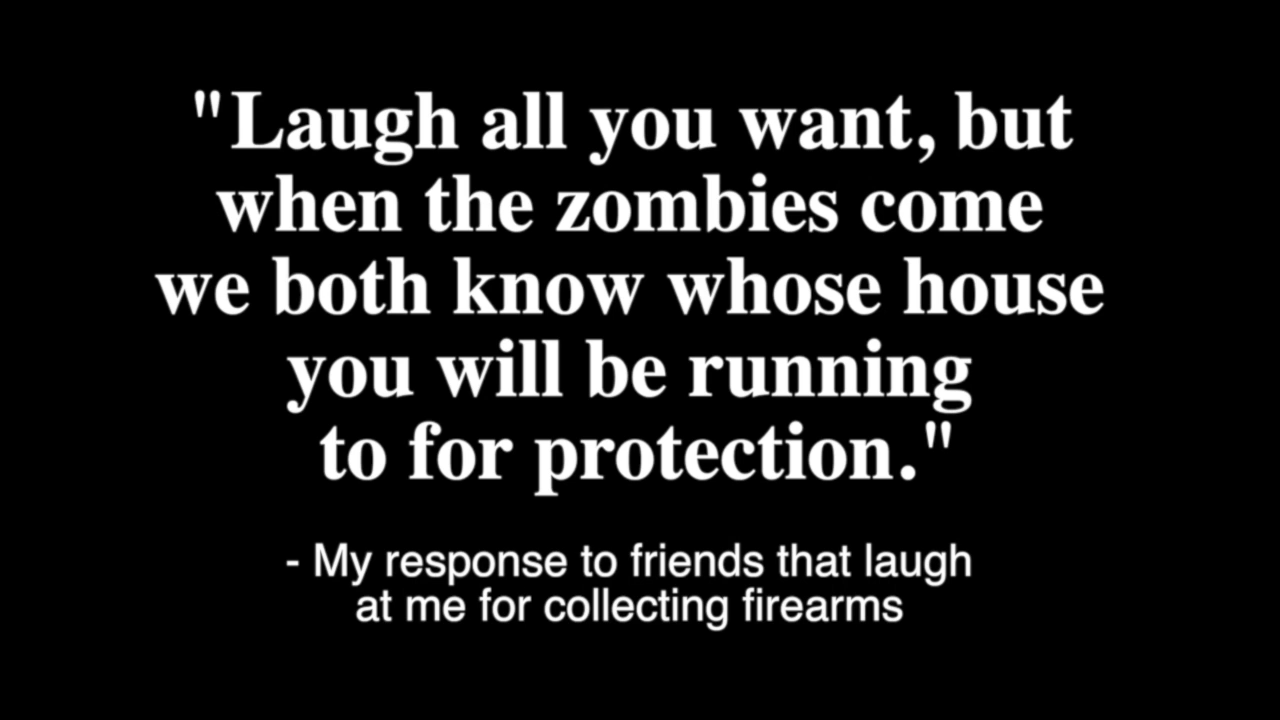 "Laugh all you want, but
when the zombies come
we both know whose house
you will be running
to for protection."
- My response to friends that laugh
at me for collecting firearms